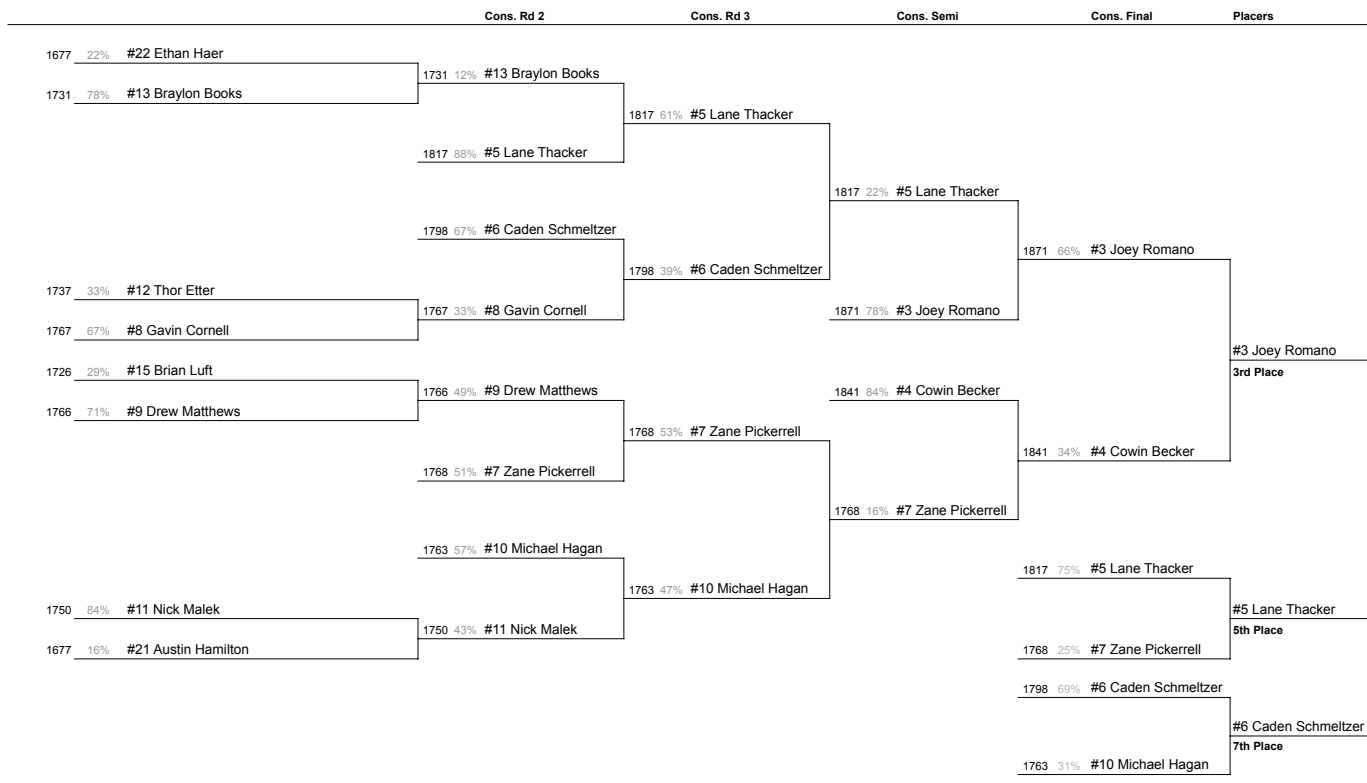 Cons. Rd 2 Cons. Rd 3 Cons. Semi Cons. Final Placers
1677 22% #22 Ethan Haer
1731 78% #13 Braylon Books
1737 33% #12 Thor Etter
1767 67% #8 Gavin Cornell
1726 29% #15 Brian Luft
1766 71% #9 Drew Matthews
1750 84% #11 Nick Malek
1677 16% #21 Austin Hamilton
1731 12% #13 Braylon Books
1817 88% #5 Lane Thacker
1798 67% #6 Caden Schmeltzer
1767 33% #8 Gavin Cornell
1766 49% #9 Drew Matthews
1768 51% #7 Zane Pickerrell
1763 57% #10 Michael Hagan
1750 43% #11 Nick Malek
1817 61% #5 Lane Thacker
1798 39% #6 Caden Schmeltzer
1768 53% #7 Zane Pickerrell
1763 47% #10 Michael Hagan
1817 22% #5 Lane Thacker
1871 78% #3 Joey Romano
1841 84% #4 Cowin Becker
1768 16% #7 Zane Pickerrell
1871 66% #3 Joey Romano
1841 34% #4 Cowin Becker
1817 75% #5 Lane Thacker
1768 25% #7 Zane Pickerrell
1798 69% #6 Caden Schmeltzer
1763 31% #10 Michael Hagan
#3 Joey Romano
3rd Place
#5 Lane Thacker
5th Place
#6 Caden Schmeltzer
7th Place